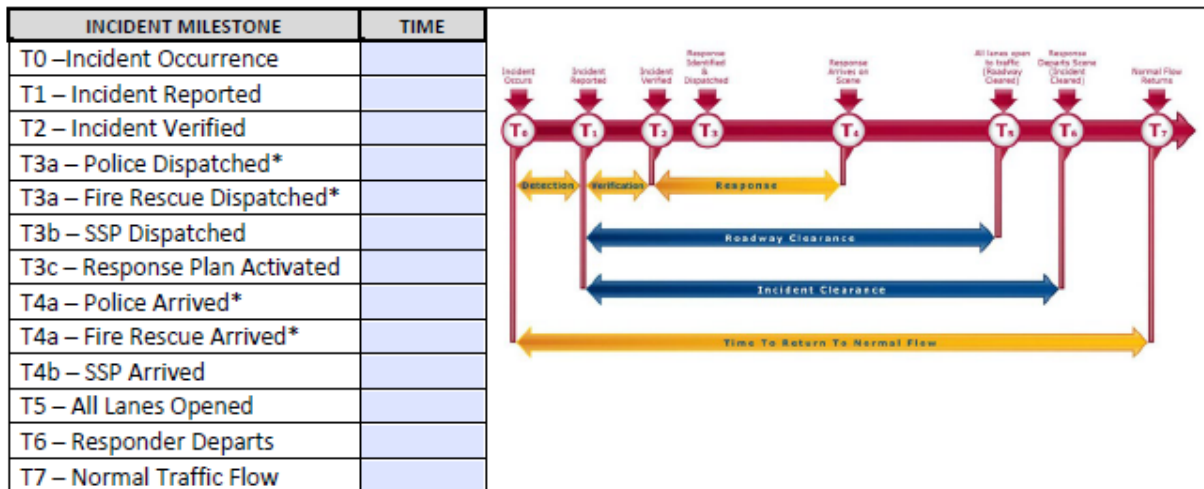 INCIDENT MILESTONE TIME
T0 –Incident Occurrence
T1 – Incident Reported
T2 – Incident Verified
T3a – Police Dispatched*
T3a – Fire Rescue Dispatched*
T3b – SSP Dispatched
T3c – Response Plan Activated
T4a – Police Arrived*
T4a – Fire Rescue Arrived*
T4b – SSP Arrived
T5 – All Lanes Opened
T6 – Responder Departs
T7 – Normal Traffic Flow
Incident
Occurs
Incident
Reported
Incident
Verified
Response
Identified
&
Dispatched
Response
Arrives on
Scene
All lanes open
to traffic
(Roadway
Cleared)
Response
Departs Scene
(Incident
Cleared)
Normal Flow
Returns
T0 T1 T2 T3 T4 T5 T6 T7
Detection Verification Response
Roadway Clearance
Incident Clearance
Time To Return To Normal Flow